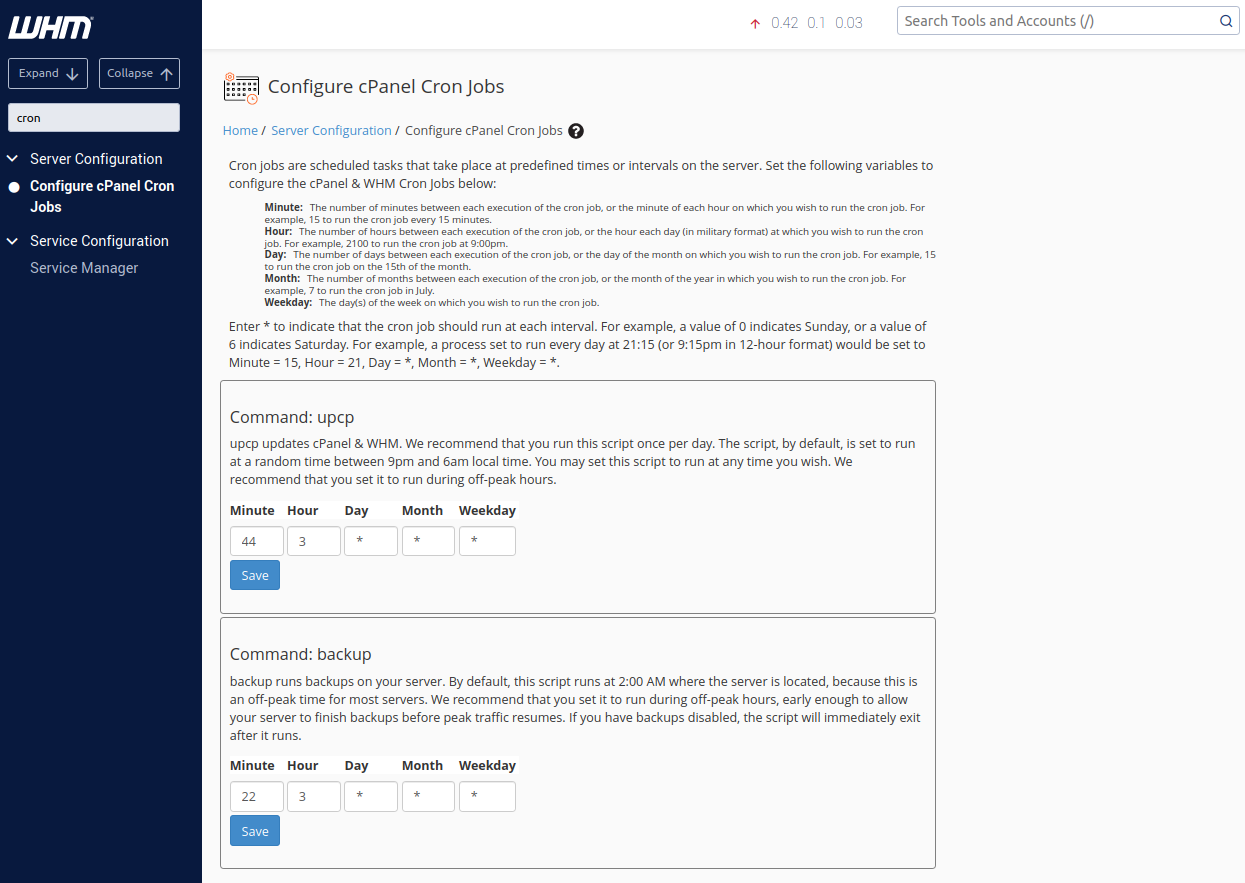 WHM
0.42 0.1 0.03
Search Tools and Accounts (/)
Expand
Collapse
cron
Server Configuration
Configure cPanel Cron
Jobs
Service Configuration
Service Manager
Configure cPanel Cron Jobs
Home / Server Configuration / Configure cPanel Cron Jobs ?
Cron jobs are scheduled tasks that take place at predefined times or intervals on the server. Set the following variables to
configure the cPanel & WHM Cron Jobs below:
Minute: The number of minutes between each execution of the cron job, or the minute of each hour on which you wish to run the cron job. For
example, 15 to run the cron job every 15 minutes.
Hour: The number of hours between each execution of the cron job, or the hour each day (in military format) at which you wish to run the cron
job. For example, 2100 to run the cron job at 9:00pm.
Day: The number of days between each execution of the cron job, or the day of the month on which you wish to run the cron job. For example, 15
to run the cron job on the 15th of the month.
Month: The number of months between each execution of the cron job, or the month of the year in which you wish to run the cron job. For
example, 7 to run the cron job in July.
Weekday: The day(s) of the week on which you wish to run the cron job.
Enter * to indicate that the cron job should run at each interval. For example, a value of 0 indicates Sunday, or a value of
6 indicates Saturday. For example, a process set to run every day at 21:15 (or 9:15pm in 12-hour format) would be set to
Minute = 15, Hour = 21, Day = *, Month = *, Weekday = *.
Command: upcp
upcp updates cPanel & WHM. We recommend that you run this script once per day. The script, by default, is set to run
at a random time between 9pm and 6am local time. You may set this script to run at any time you wish. We
recommend that you set it to run during off-peak hours.
Minute Hour Day Month Weekday
44 3 * * *
Save
Command: backup
backup runs backups on your server. By default, this script runs at 2:00 AM where the server is located, because this is
an off-peak time for most servers. We recommend that you set it to run during off-peak hours, early enough to allow
your server to finish backups before peak traffic resumes. If you have backups disabled, the script will immediately exit
after it runs.
Minute Hour Day Month Weekday
22 3 * * *
Save